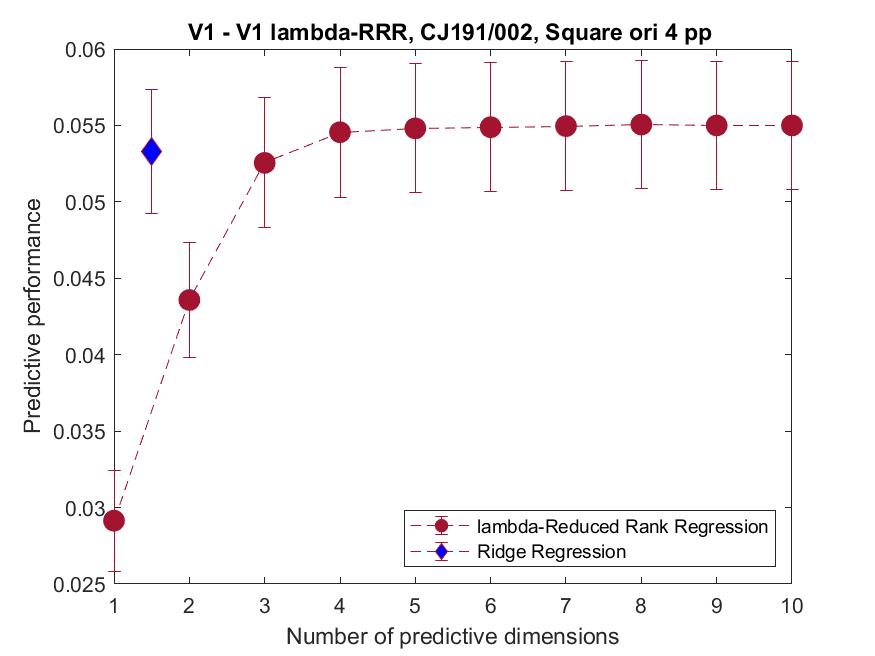 V1 - V1 lambda-RRR, CJ191/002, Square ori 4 pp
0.06
0.055
0.05
0.045
0.04
0.035
0.03
0.025
Predictive performance
1 2 3 4 5 6 7 8 9 10
Number of predictive dimensions
lambda-Reduced Rank Regression
Ridge Regression